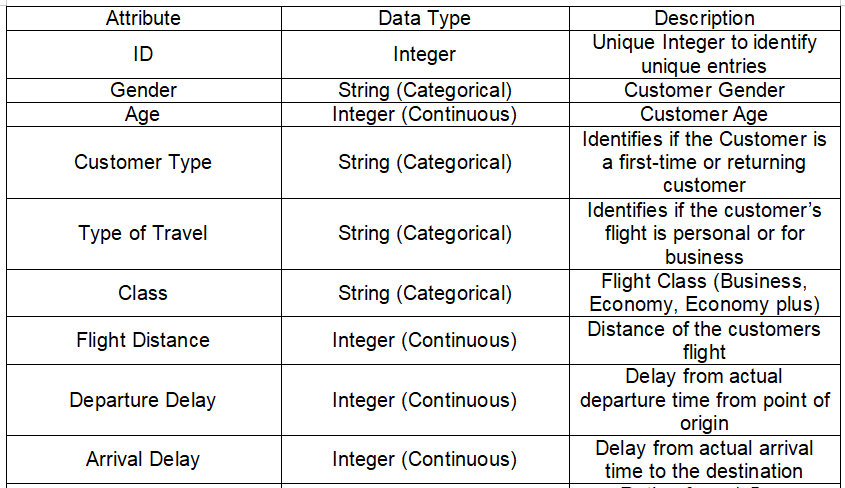 Attribute Data Type Description
ID Integer Unique Integer to identify
unique entries
Gender String (Categorical) Customer Gender
Age Integer (Continuous) Customer Age
Customer Type String (Categorical) Identifies if the Customer is
a first-time or returning
customer
Type of Travel String (Categorical) Identifies if the customer’s
flight is personal or for
business
Class String (Categorical) Flight Class (Business,
Economy, Economy plus)
Flight Distance Integer (Continuous) Distance of the customers
flight
Departure Delay Integer (Continuous) Delay from actual
departure time from point of
origin
Arrival Delay Integer (Continuous) Delay from actual arrival
time to the destination